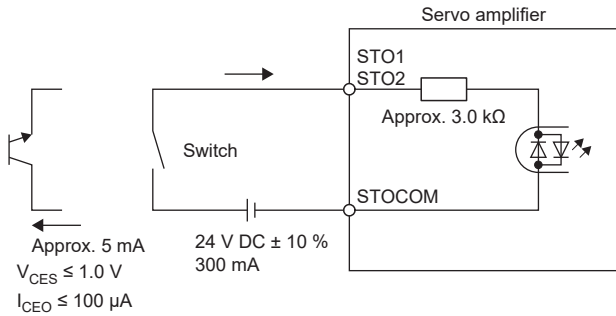 Servo amplifier
STO1
STO2
Approx. 3.0 kΩ
Switch
STOCOM
Approx. 5 mA
V_CES ≤ 1.0 V
I_CEO ≤ 100 μA
24 V DC ± 10 %
300 mA